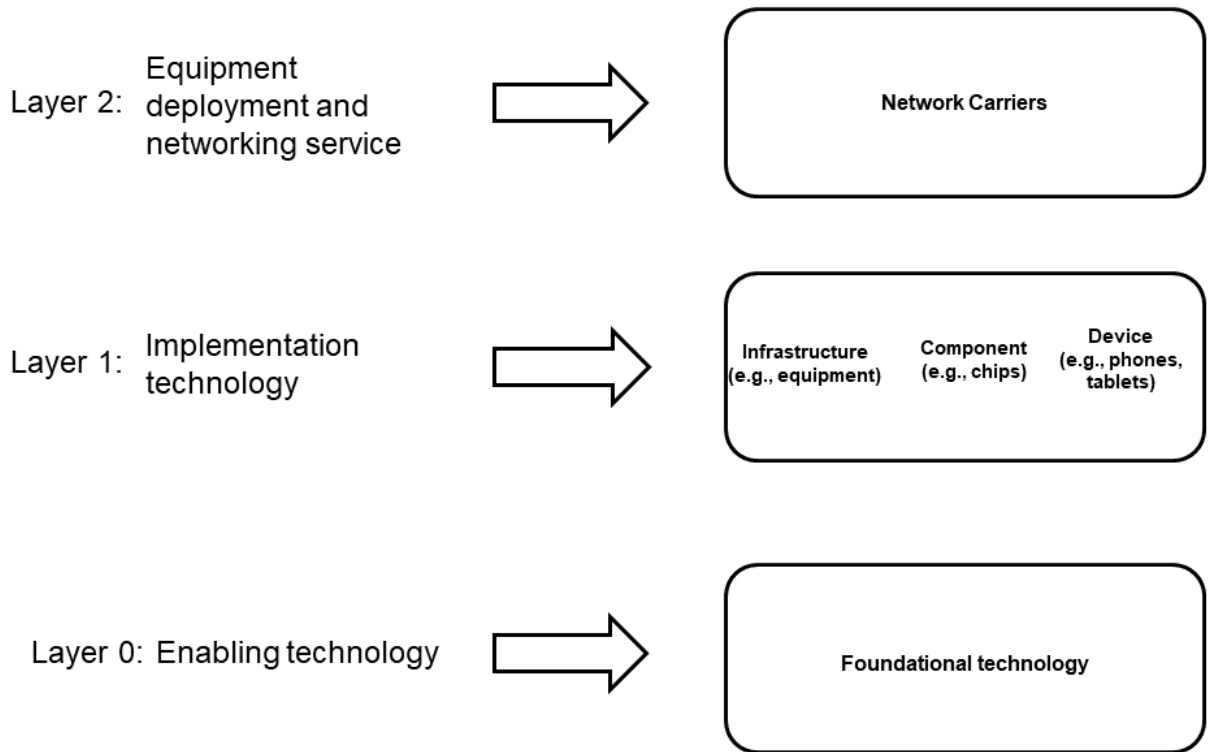 Layer 2:
Equipment
deployment and
networking service
Network Carriers
Layer 1:
Implementation
technology
Infrastructure
(e.g., equipment)
Component
(e.g., chips)
Device
(e.g., phones,
tablets)
Layer 0: Enabling technology
Foundational technology